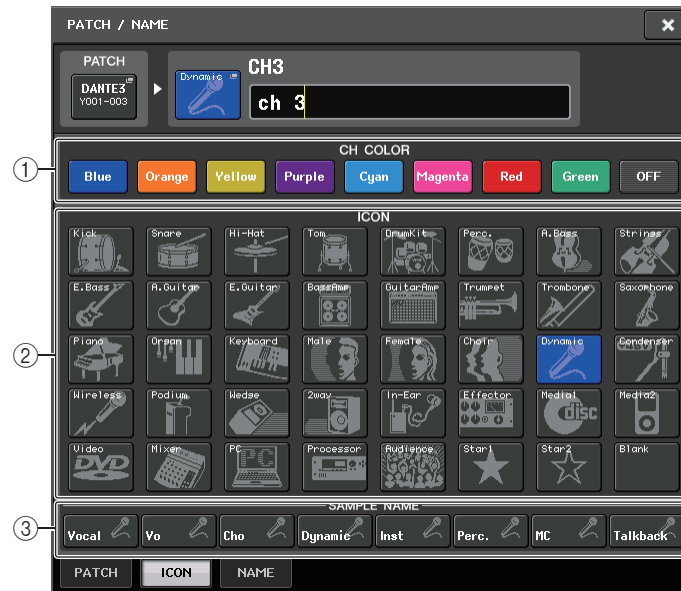 PATCH / NAME
PATCH
DANTE3
Y001-003
Dynamic
CH3
ch 3
CH COLOR
Blue Orange Yellow Purple Cyan Magenta Red Green OFF
1
ICON
Kick Snare Hi-Hat Tom DrumKit Perc. A.Bass Strings
E.Bass A.Guitar E.Guitar BassAmp GuitarAmp Trumpet Trombone Saxophone
2
Piano Organ Keyboard Male Female Choir Dynamic Condenser
Wireless Podium Wedge 2way In-Ear Effector Media1 Media2
disc
Video Mixer PC Processor Audience Star1 Star2 Blank
DVD PC
SAMPLE NAME
3
Vocal Vo Cho Dynamic Inst Perc. MC Talkback
PATCH ICON NAME